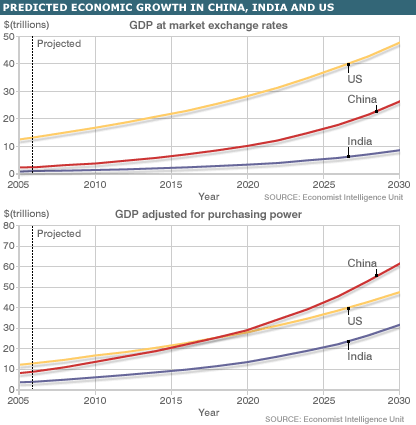 PREDICTED ECONOMIC GROWTH IN CHINA, INDIA AND US
$(trillions) GDP at market exchange rates
50
Projected
40
US
30
China
20
India
10
0
2005 2010 2015 2020 2025 2030
Year
SOURCE: Economist Intelligence Unit
$(trillions) GDP adjusted for purchasing power
80
Projected
70
China
60
50
40
US
30
India
20
10
0
2005 2010 2015 2020 2025 2030
Year
SOURCE: Economist Intelligence Unit